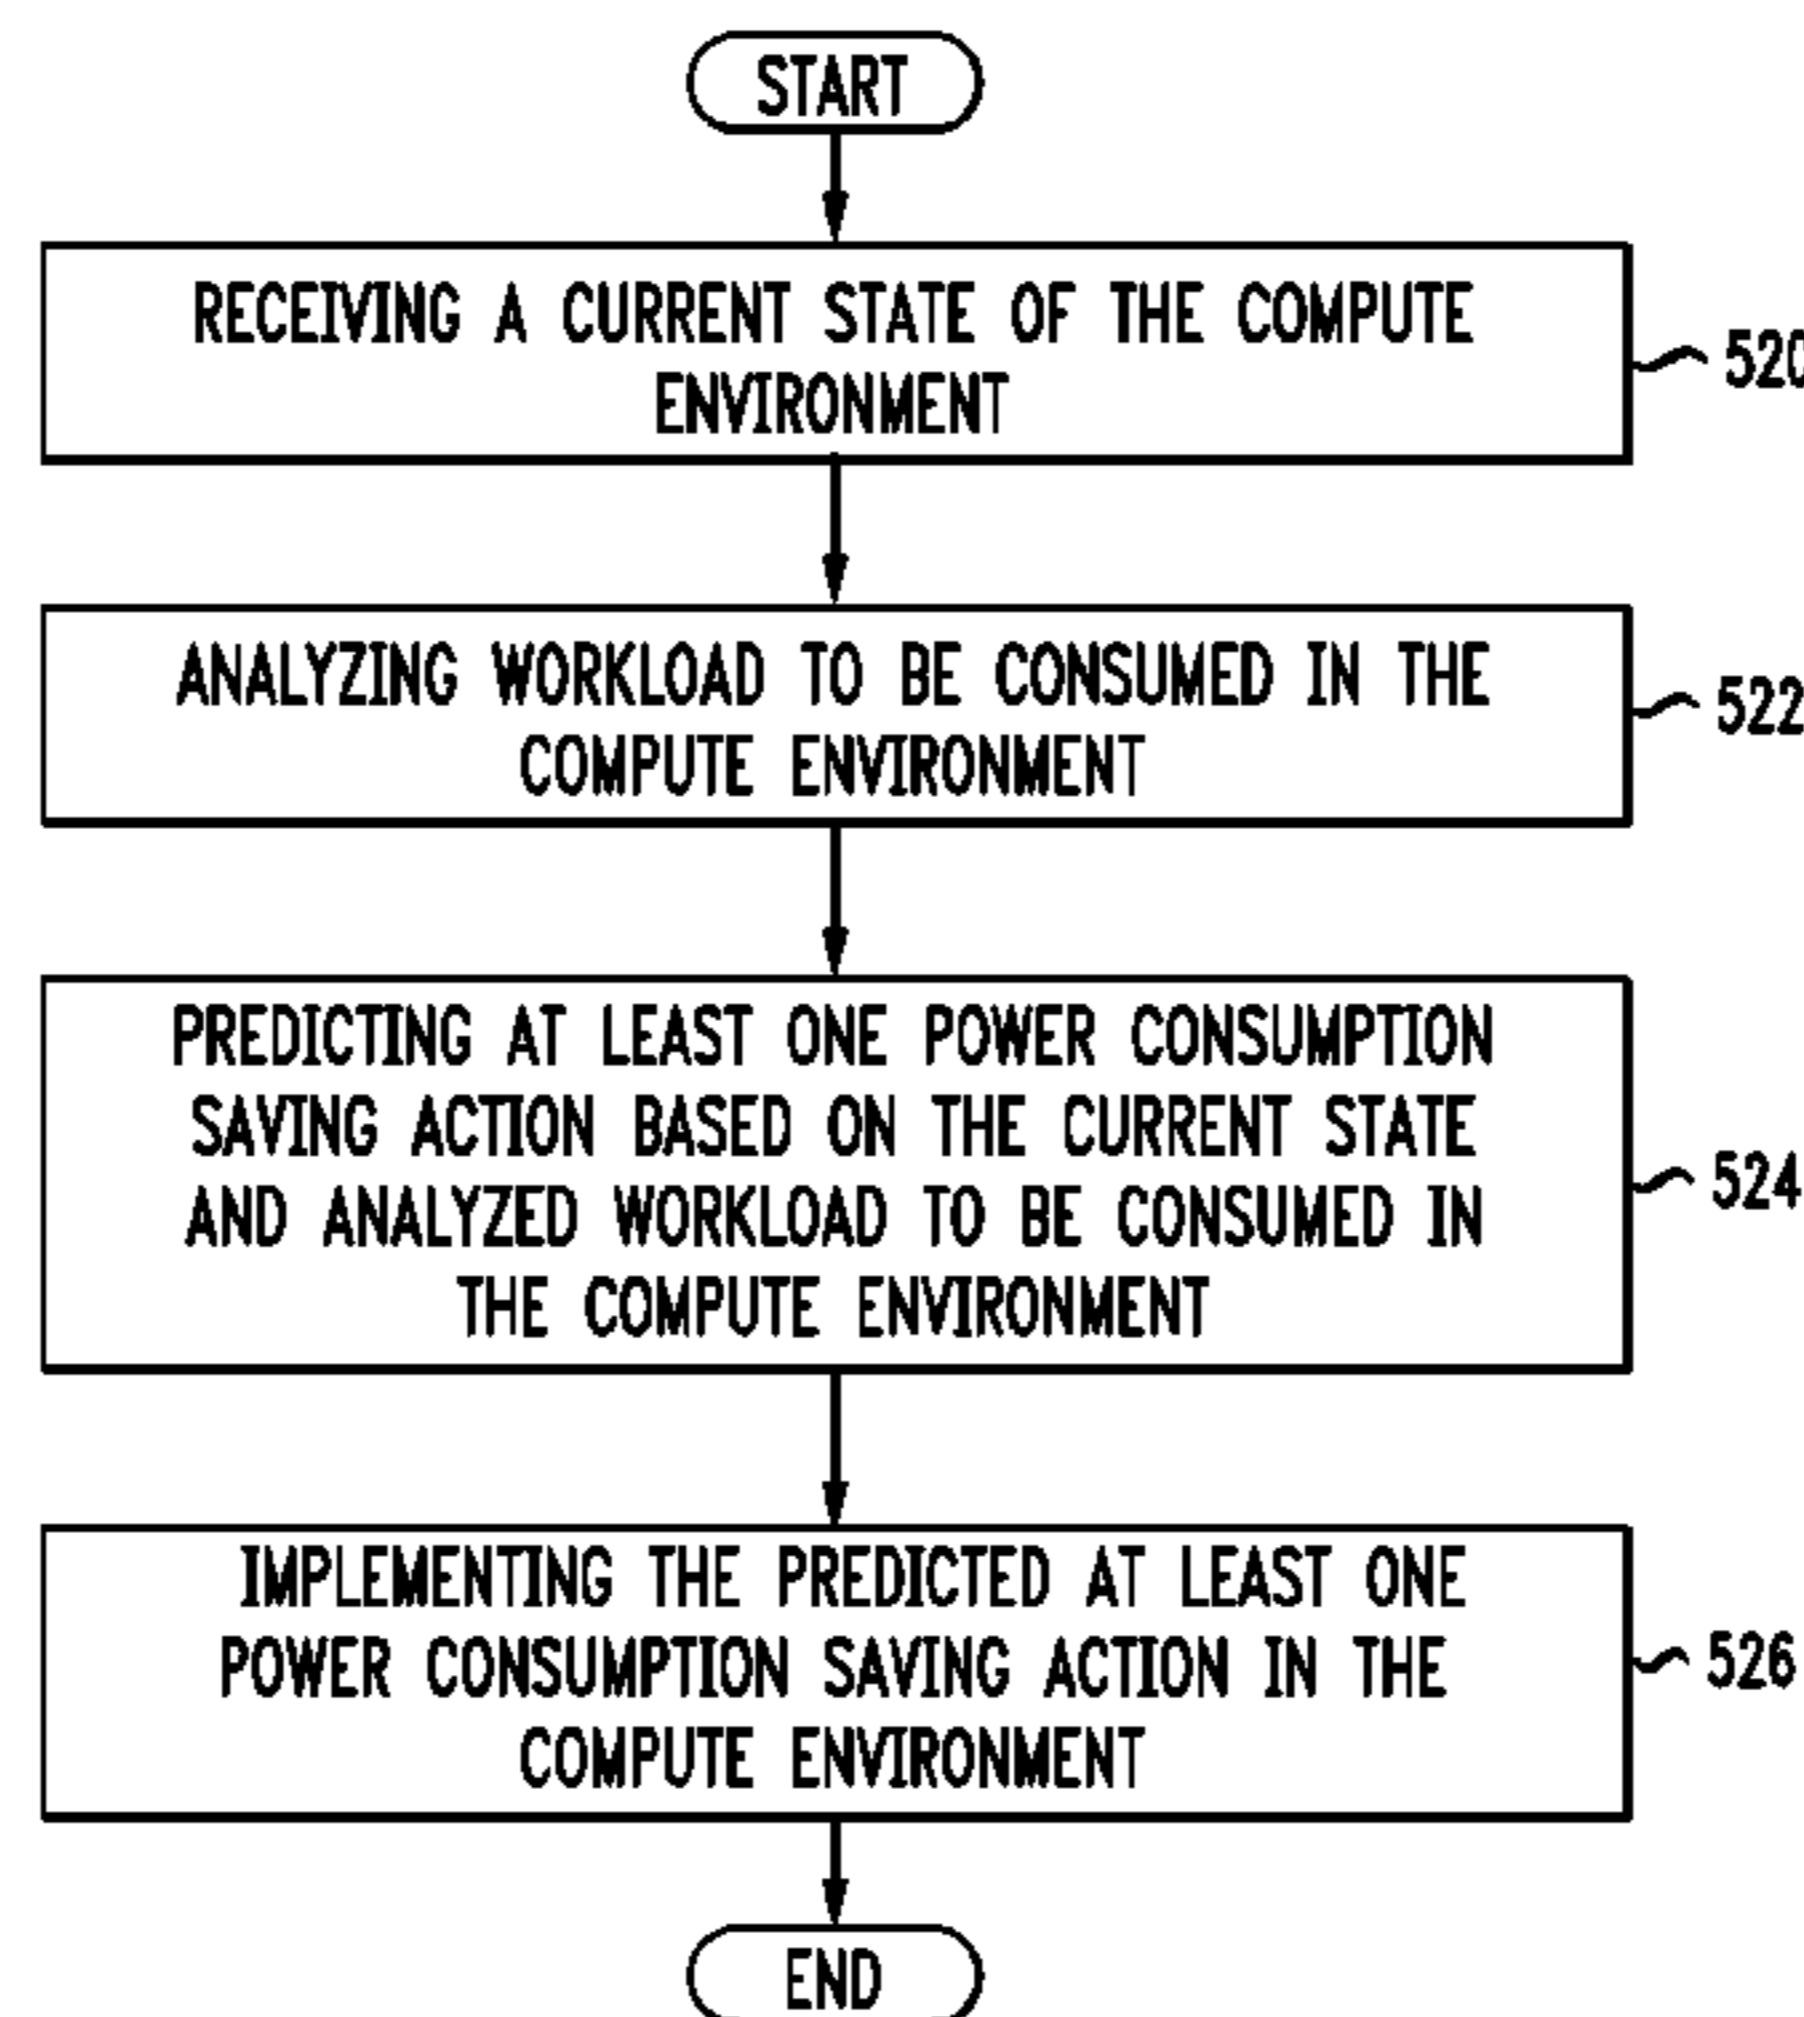 START
RECEIVING A CURRENT STATE OF THE COMPUTE
ENVIRONMENT
520
ANALYZING WORKLOAD TO BE CONSUMED IN THE
COMPUTE ENVIRONMENT
522
PREDICTING AT LEAST ONE POWER CONSUMPTION
SAVING ACTION BASED ON THE CURRENT STATE
AND ANALYZED WORKLOAD TO BE CONSUMED IN
THE COMPUTE ENVIRONMENT
524
IMPLEMENTING THE PREDICTED AT LEAST ONE
POWER CONSUMPTION SAVING ACTION IN THE
COMPUTE ENVIRONMENT
526
END